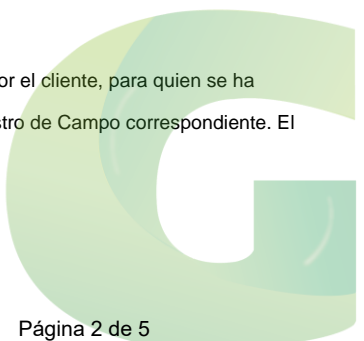 or el cliente, para quien se ha
stro de Campo correspondiente. El
Página 2 de 5